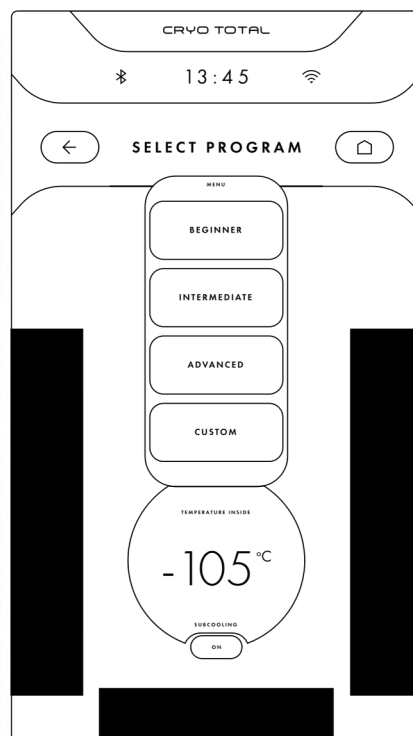 CRYO TOTAL
13:45
SELECT PROGRAM
MENU
BEGINNER
INTERMEDIATE
ADVANCED
CUSTOM
TEMPERATURE INSIDE
-105°C
SUBCOOLING
ON